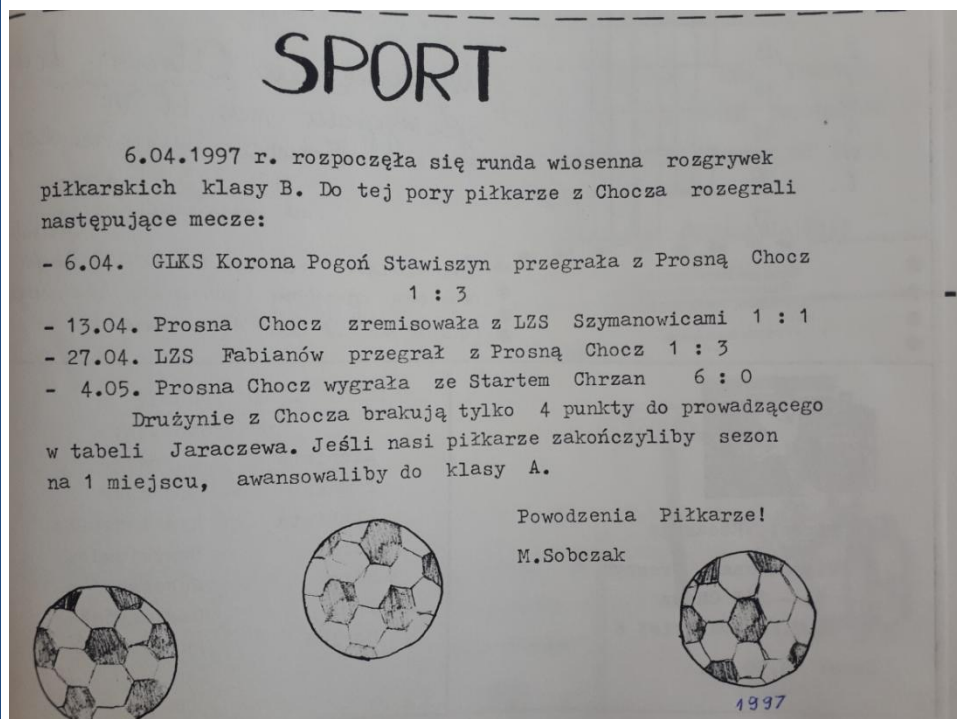 SPORT
6.04.1997 r. rozpoczęła się runda wiosenna rozgrywek
piłkarskich klasy B. Do tej pory piłkarze z Chocza rozegrali
następujące mecze:
- 6.04. GLKS Korona Pogoń Stawiszyn przegrała z Prosną Chocz
1 : 3
- 13.04. Prosna Chocz zremisowała z LZS Szymanowicami 1 : 1
- 27.04. LZS Fabianów przegrał z Prosną Chocz 1 : 3
- 4.05. Prosna Chocz wygrała ze Startem Chrzan 6 : 0
Drużynie z Chocza brakują tylko 4 punkty do prowadzącego
w tabeli Jaraczewa. Jeśli nasi piłkarze zakończyliby sezon
na 1 miejscu, awansowaliby do klasy A.
Powodzenia Piłkarze!
M.Sobczak
1997